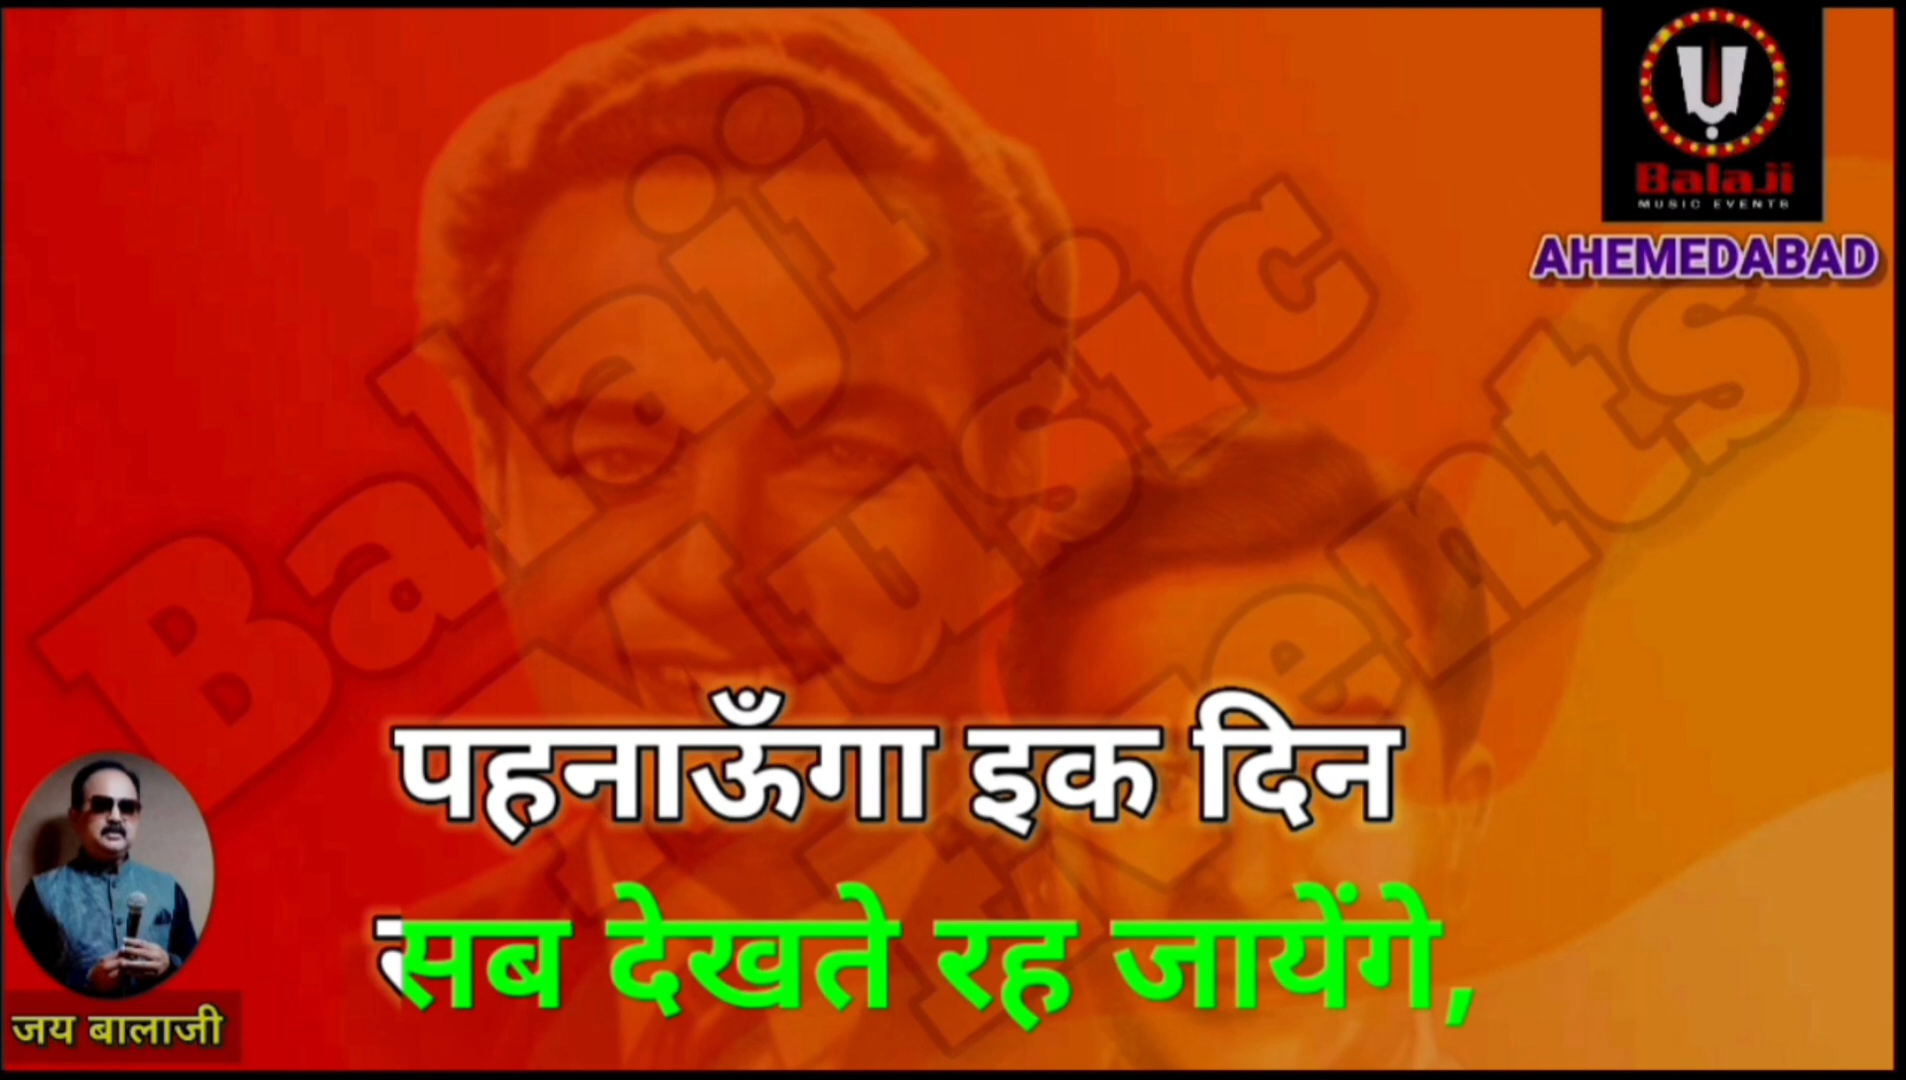 Balaji
MUSIC EVENTS
AHEMEDABAD
Balaji
Music
Events
पहनाऊँगा इक दिन
सब देखते रह जायेंगे,
जय बालाजी